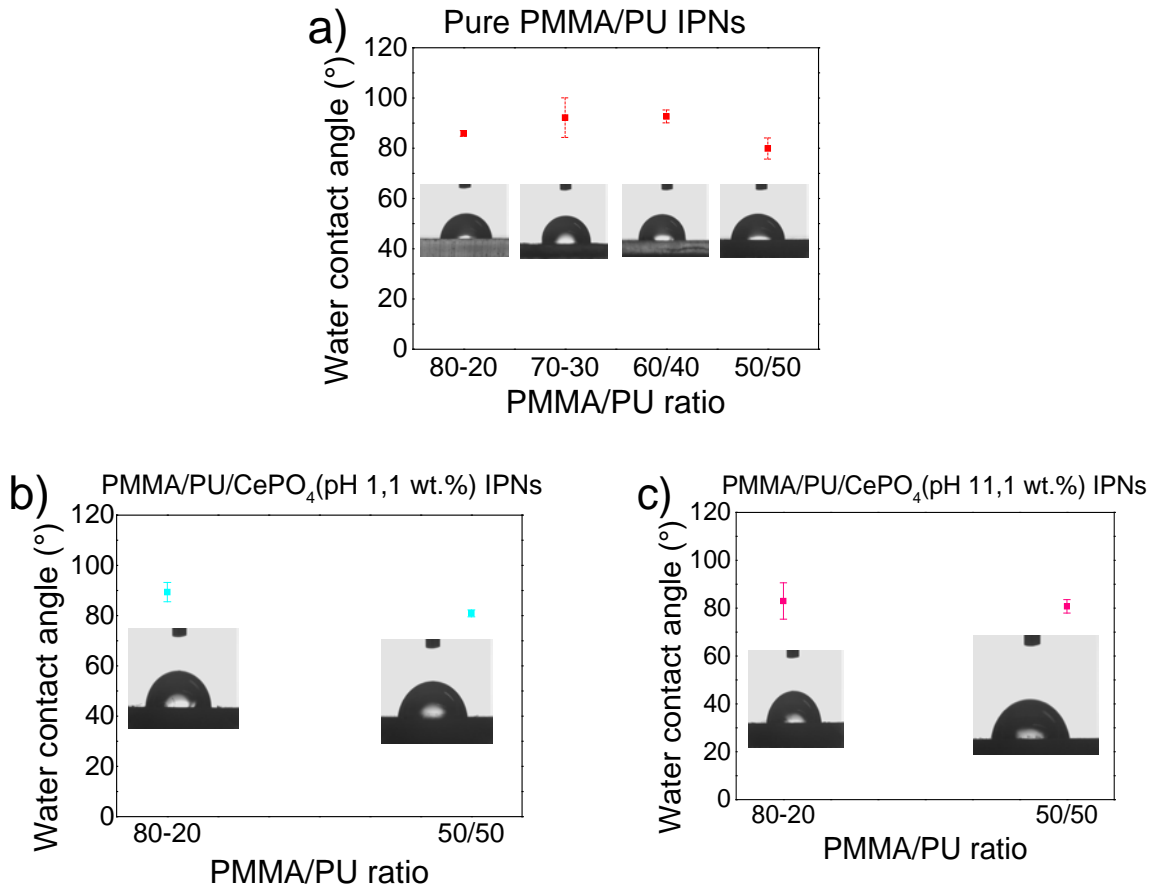 a)
Pure PMMA/PU IPNs
Water contact angle (°)
120
100
80
60
40
20
0
80-20 70-30 60/40 50/50
PMMA/PU ratio
b)
PMMA/PU/CePO₄(pH 1,1 wt.%) IPNs
Water contact angle (°)
120
100
80
60
40
20
0
80-20 50/50
PMMA/PU ratio
c)
PMMA/PU/CePO₄(pH 11,1 wt.%) IPNs
Water contact angle (°)
120
100
80
60
40
20
0
80-20 50/50
PMMA/PU ratio